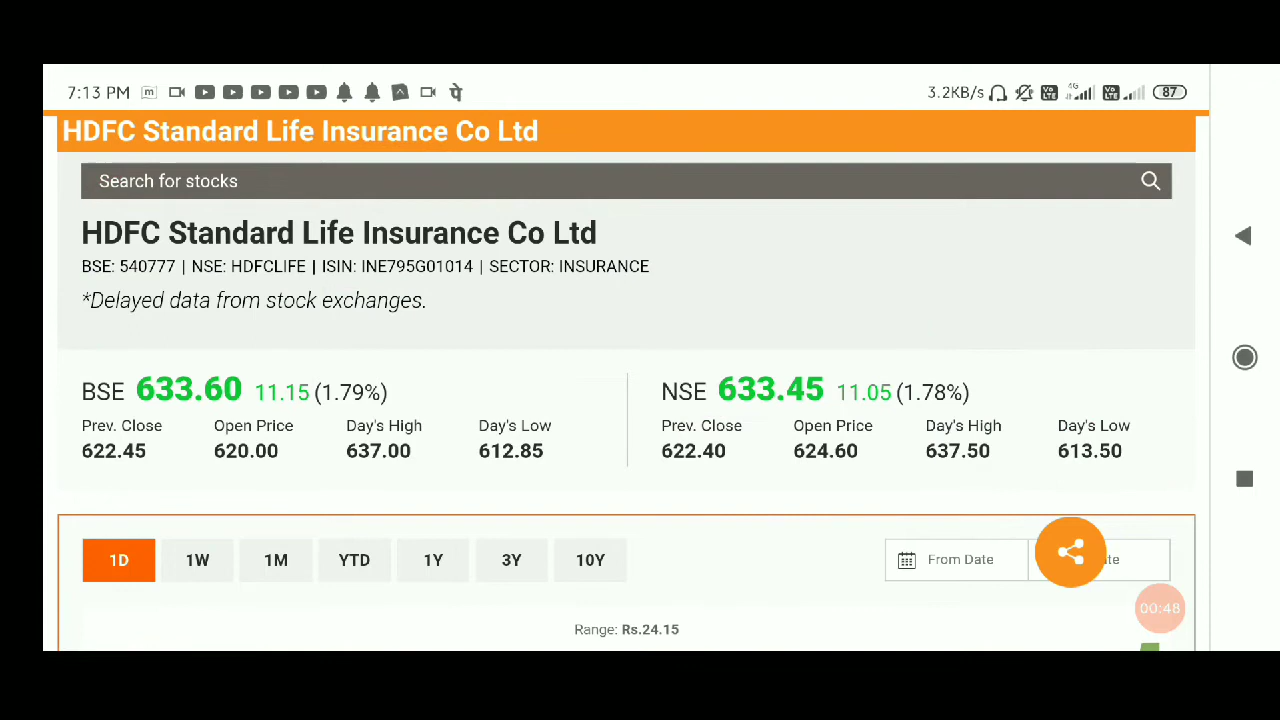 7:13 PM
3.2KB/s
4G
Vo LTE
Vo LTE
87
HDFC Standard Life Insurance Co Ltd
Search for stocks
HDFC Standard Life Insurance Co Ltd
BSE: 540777 | NSE: HDFCLIFE | ISIN: INE795G01014 | SECTOR: INSURANCE
*Delayed data from stock exchanges.
BSE 633.60 11.15 (1.79%)
Prev. Close Open Price Day's High Day's Low
622.45 620.00 637.00 612.85
NSE 633.45 11.05 (1.78%)
Prev. Close Open Price Day's High Day's Low
622.40 624.60 637.50 613.50
1D 1W 1M YTD 1Y 3Y 10Y
From Date
00:48
Range: Rs.24.15